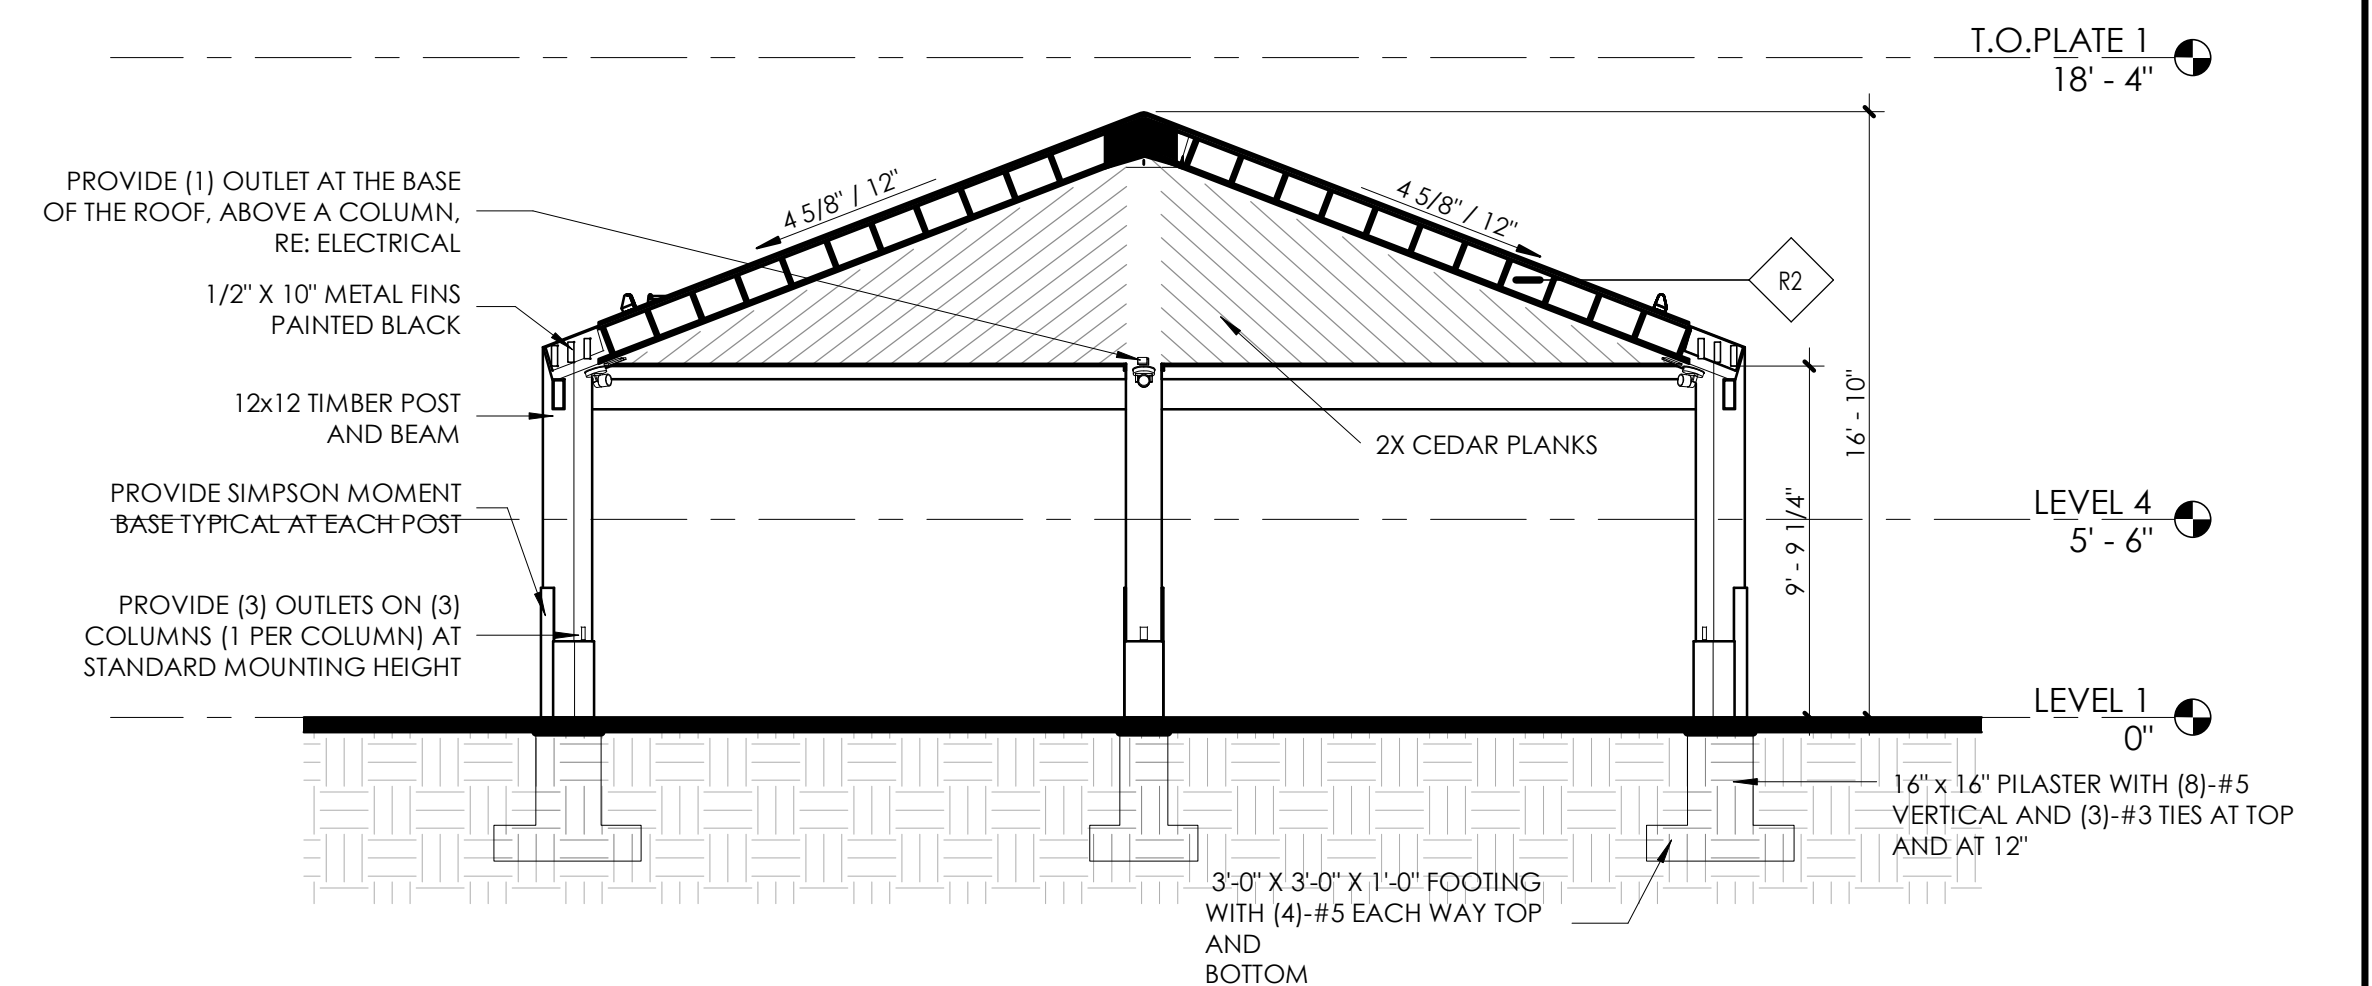 T.O.PLATE 1
18' - 4"
PROVIDE (1) OUTLET AT THE BASE
OF THE ROOF, ABOVE A COLUMN,
RE: ELECTRICAL
4 5/8" / 12"
4 5/8" / 12"
R2
1/2" X 10" METAL FINS
PAINTED BLACK
12x12 TIMBER POST
AND BEAM
2X CEDAR PLANKS
16' - 10"
9' - 9 1/4"
PROVIDE SIMPSON MOMENT
BASE TYPICAL AT EACH POST
LEVEL 4
5' - 6"
PROVIDE (3) OUTLETS ON (3)
COLUMNS (1 PER COLUMN) AT
STANDARD MOUNTING HEIGHT
LEVEL 1
0"
16" x 16" PILASTER WITH (8)-#5
VERTICAL AND (3)-#3 TIES AT TOP
AND AT 12"
3'-0" X 3'-0" X 1'-0" FOOTING
WITH (4)-#5 EACH WAY TOP
AND
BOTTOM